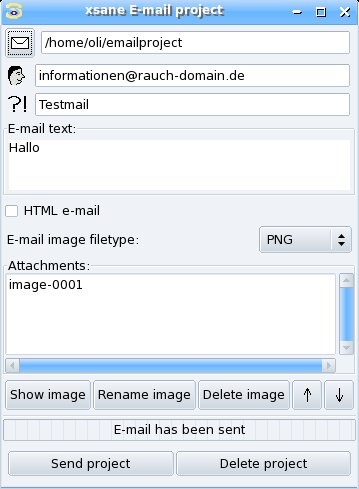 xsane E-mail project
/home/oli/emailproject
informationen@rauch-domain.de
?!
Testmail
E-mail text:
Hallo
HTML e-mail
E-mail image filetype:
PNG
Attachments:
image-0001
Show image
Rename image
Delete image
↑
↓
E-mail has been sent
Send project
Delete project